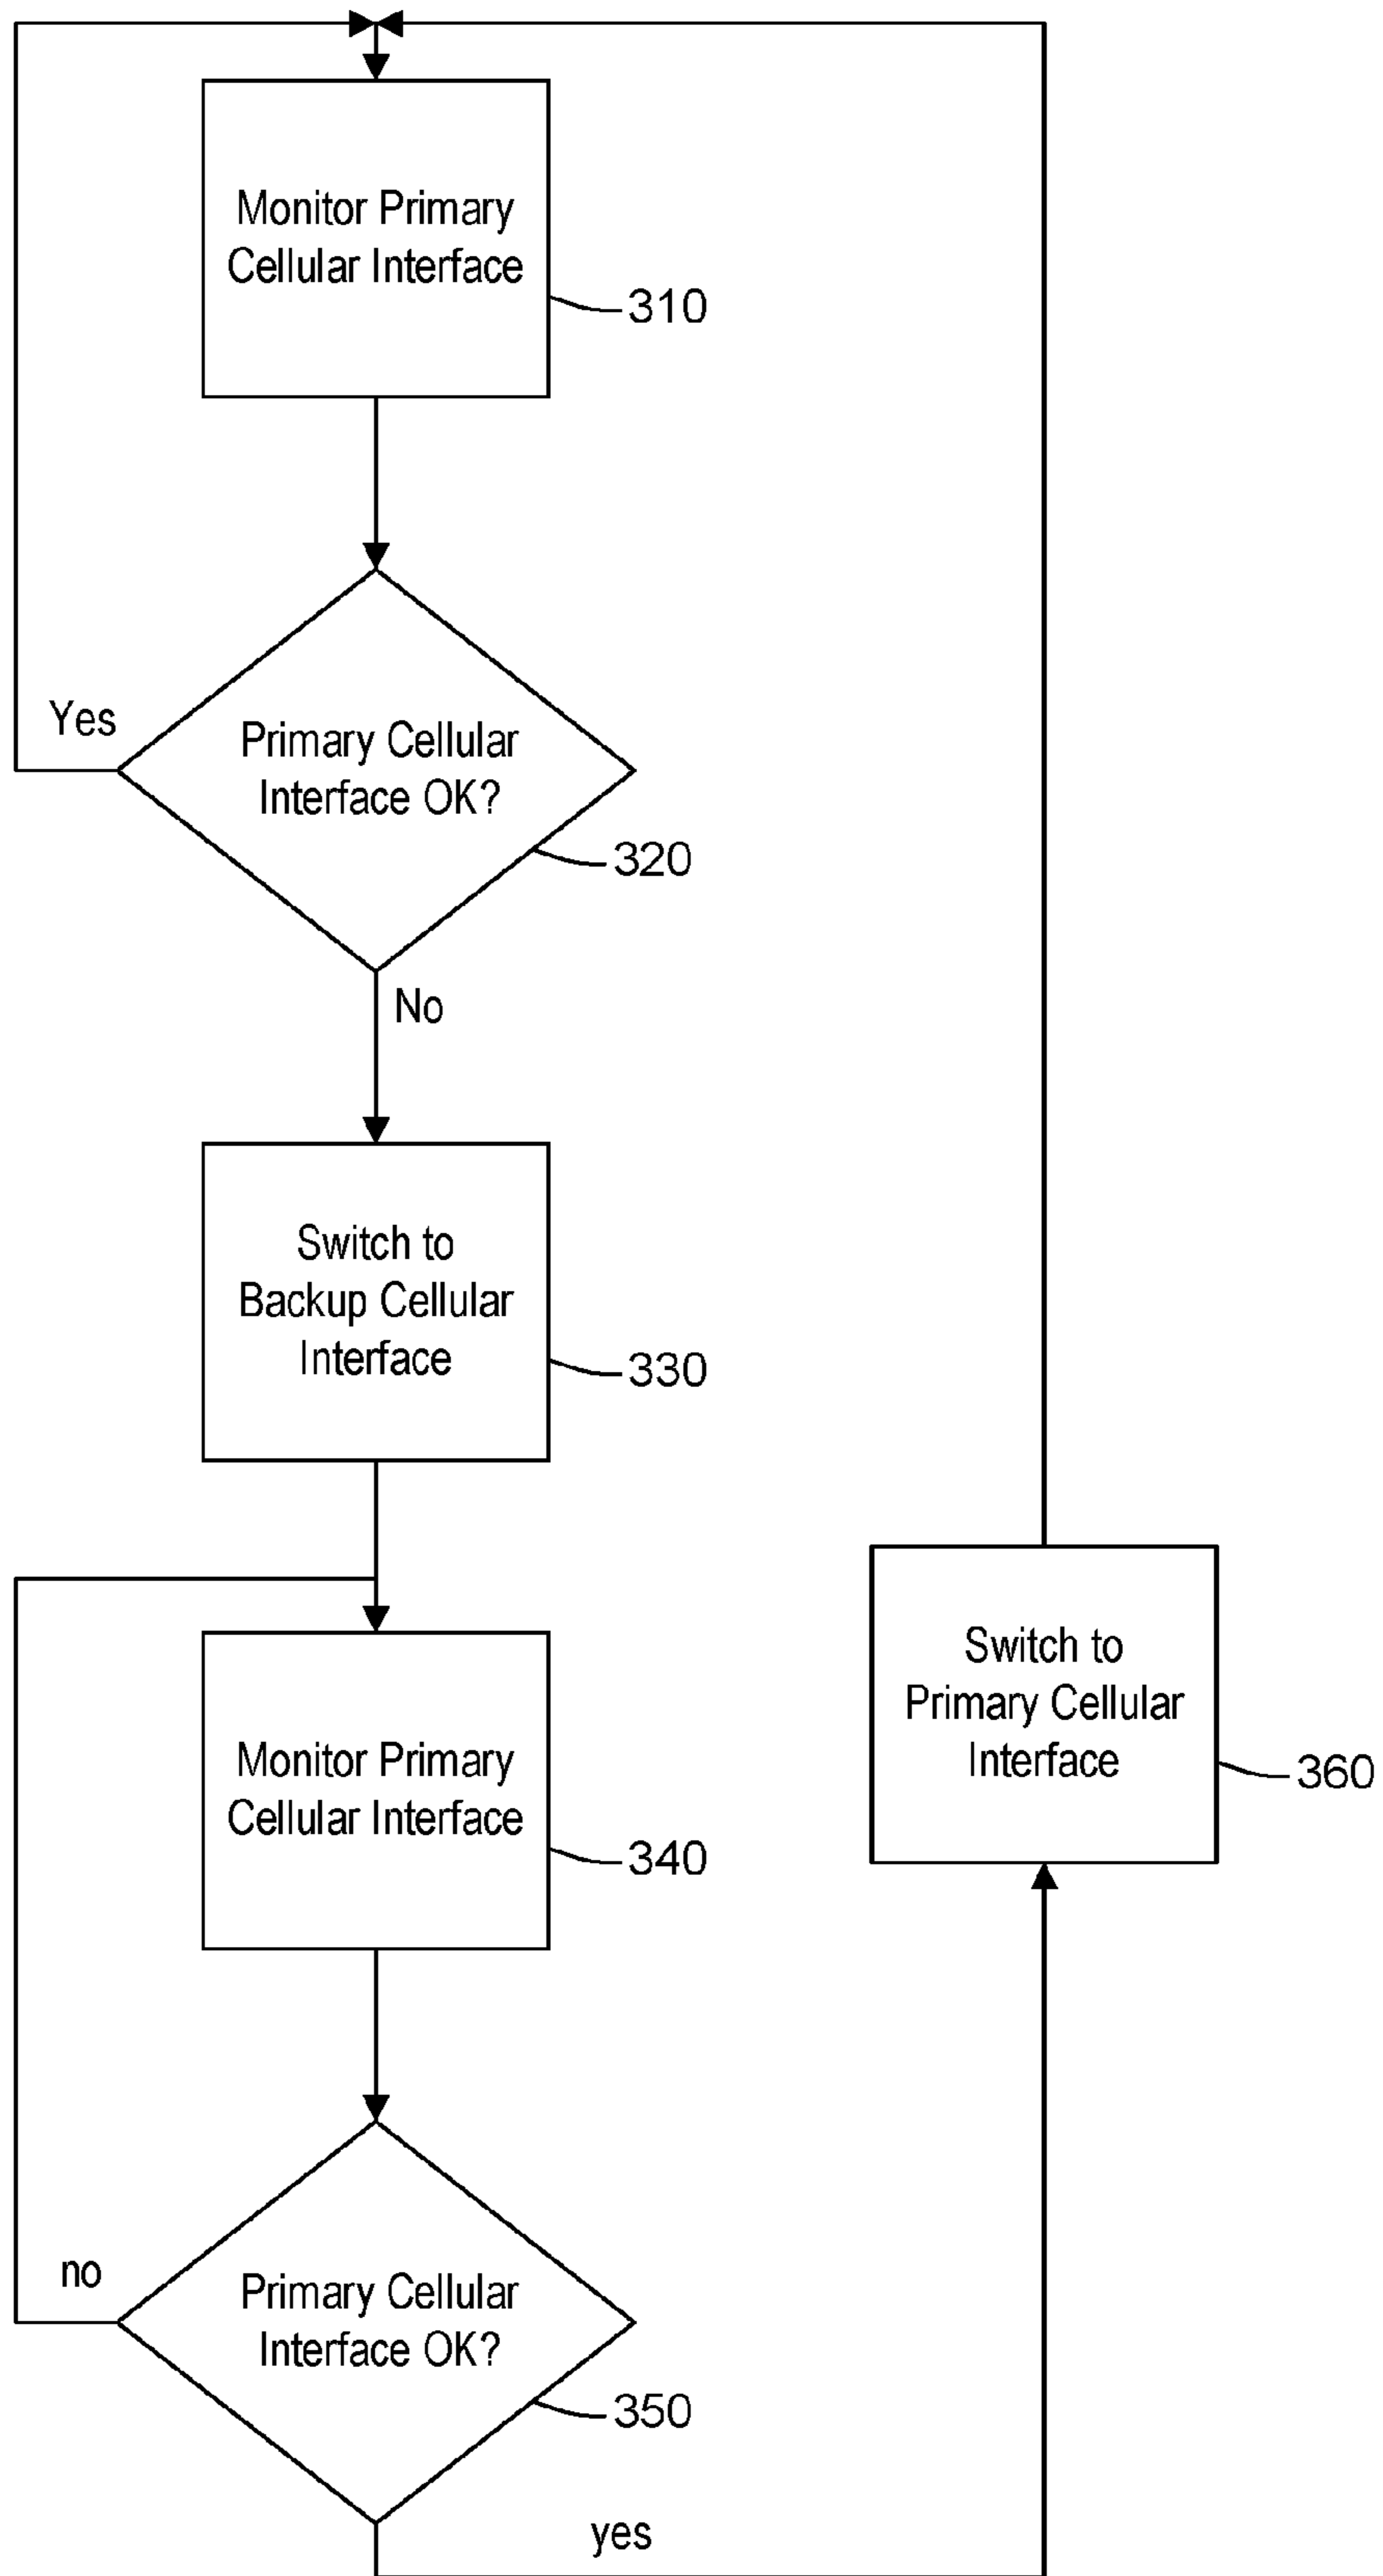 Monitor Primary
Cellular Interface
310
Yes
Primary Cellular
Interface OK?
320
No
Switch to
Backup Cellular
Interface
330
Switch to
Primary Cellular
Interface
360
Monitor Primary
Cellular Interface
340
no
Primary Cellular
Interface OK?
350
yes